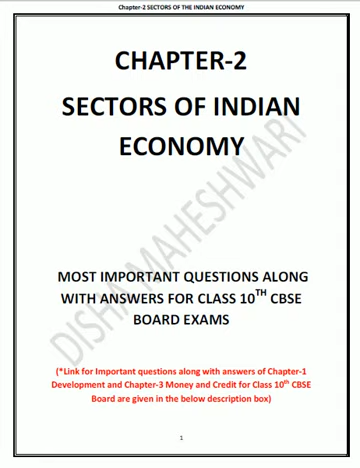 Chapter-2 SECTORS OF THE INDIAN ECONOMY
CHAPTER-2
SECTORS OF INDIAN
ECONOMY
DISHA MAHESHWARI
MOST IMPORTANT QUESTIONS ALONG
WITH ANSWERS FOR CLASS 10TH CBSE
BOARD EXAMS
(*Link for Important questions along with answers of Chapter-1
Development and Chapter-3 Money and Credit for Class 10th CBSE
Board are given in the below description box)
1